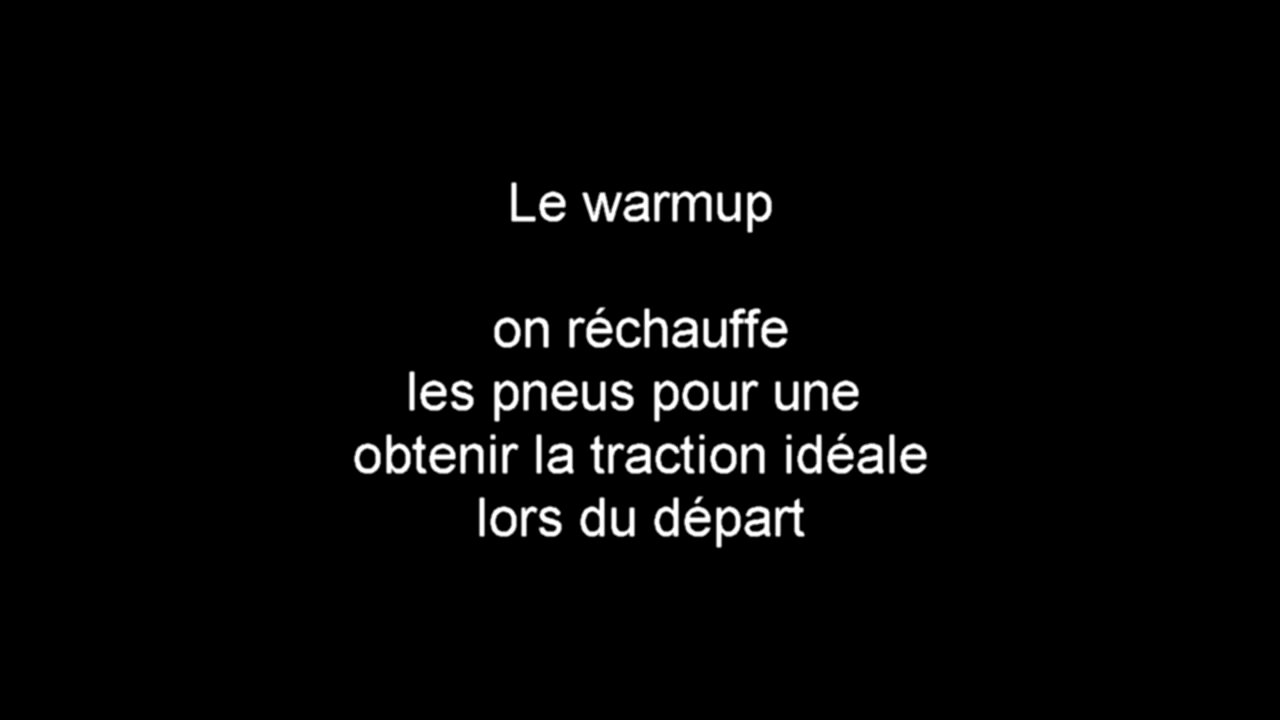 Le warmup
on réchauffe
les pneus pour une
obtenir la traction idéale
lors du départ